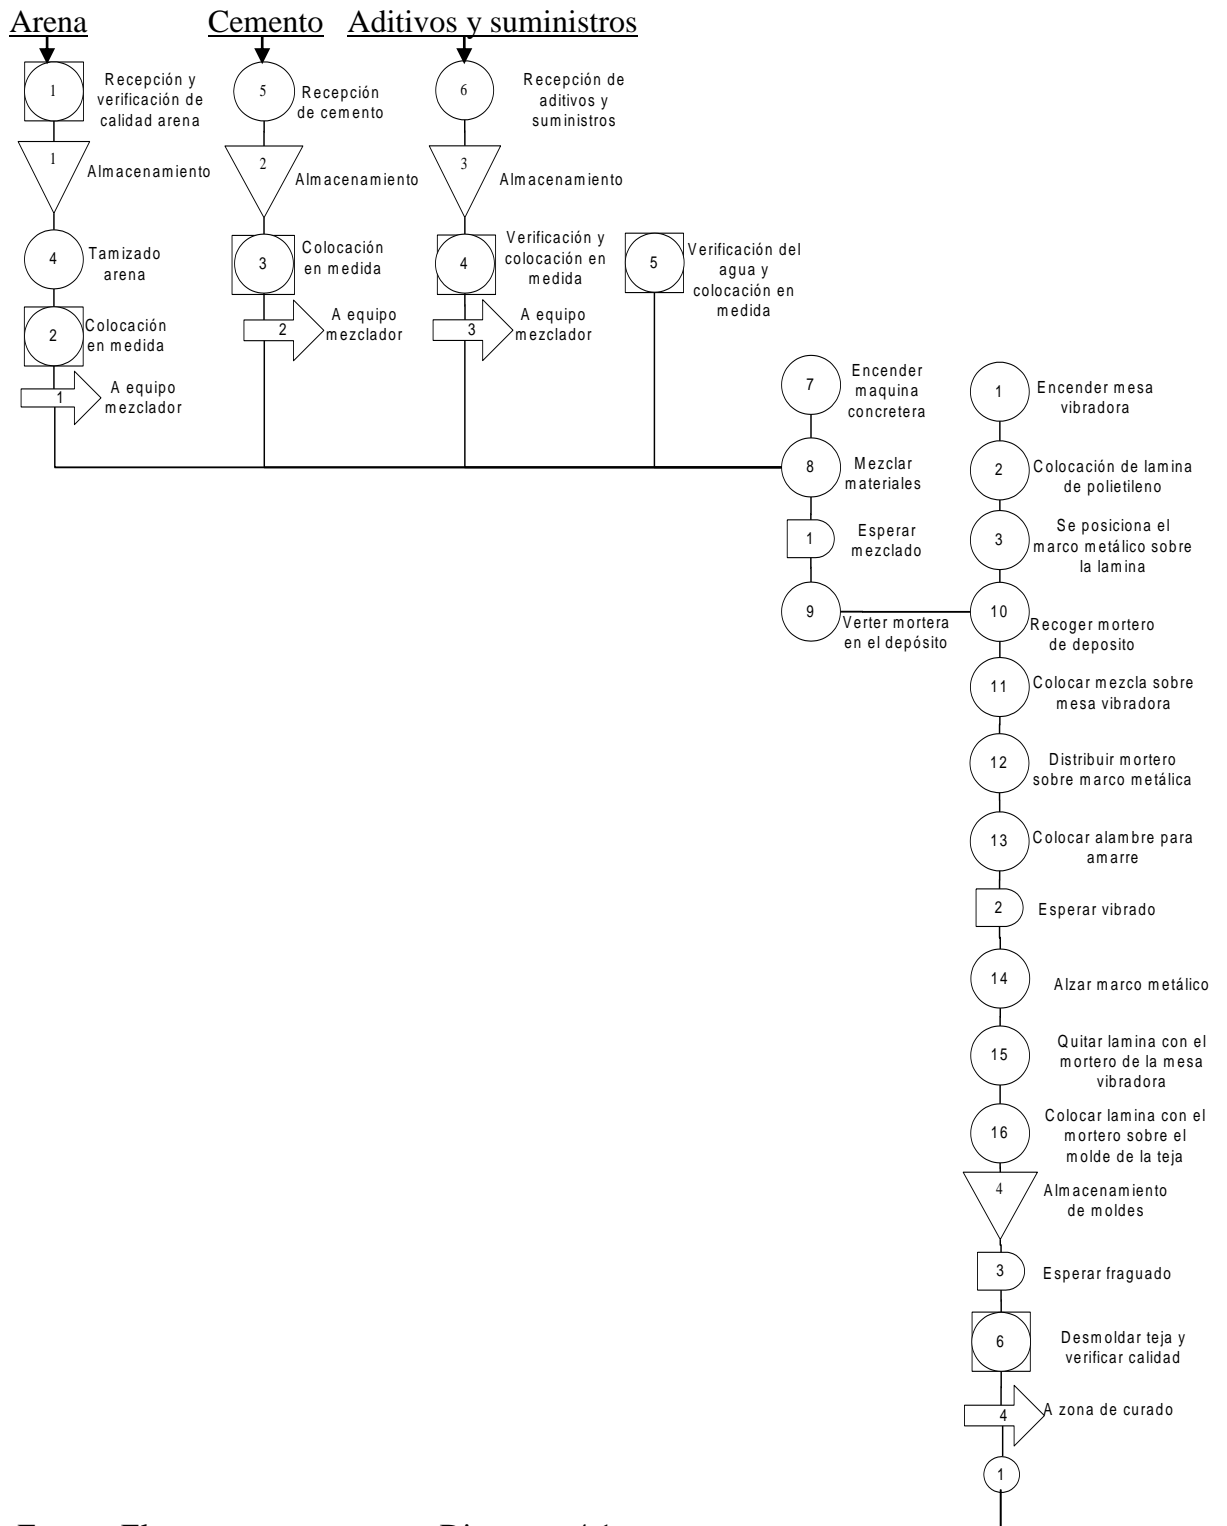 Arena
Cemento
Aditivos y suministros
1
Recepción y
verificación de
calidad arena
1
Almacenamiento
4
Tamizado
arena
2
Colocación
en medida
1
A equipo
mezclador
5
Recepción
de cemento
2
Almacenamiento
3
Colocación
en medida
2
A equipo
mezclador
6
Recepción de
aditivos y
suministros
3
Almacenamiento
4
Verificación y
colocación en
medida
3
A equipo
mezclador
5
Verificación del
agua y
colocación en
medida
7
Encender
maquina
concretera
8
Mezclar
materiales
1
Esperar
mezclado
9
Verter mortera
en el depósito
1
Encender mesa
vibradora
2
Colocación de lamina
de polietileno
3
Se posiciona el
marco metálico sobre
la lamina
10
Recoger mortero
de deposito
11
Colocar mezcla sobre
mesa vibradora
12
Distribuir mortero
sobre marco metálica
13
Colocar alambre para
amarre
2
Esperar vibrado
14
Alzar marco metálico
15
Quitar lamina con el
mortero de la mesa
vibradora
16
Colocar lamina con el
mortero sobre el
molde de la teja
4
Almacenamiento
de moldes
3
Esperar fraguado
6
Desmoldar teja y
verificar calidad
4
A zona de curado
1